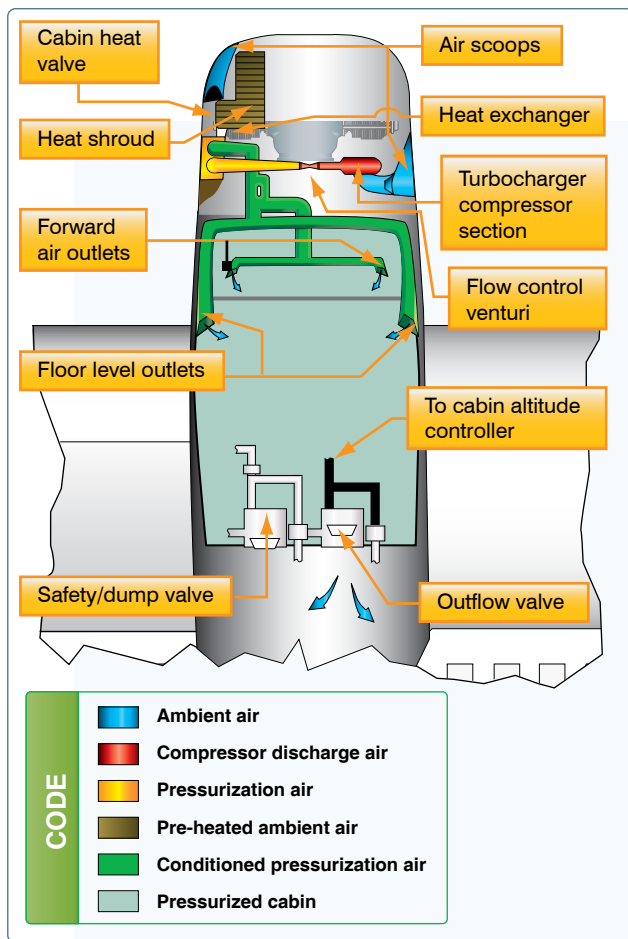 Cabin heat
valve
Air scoops
Heat shroud
Heat exchanger
Turbocharger
compressor
section
Forward
air outlets
Flow control
venturi
Floor level outlets
To cabin altitude
controller
Safety/dump valve
Outflow valve
CODE
Ambient air
Compressor discharge air
Pressurization air
Pre-heated ambient air
Conditioned pressurization air
Pressurized cabin